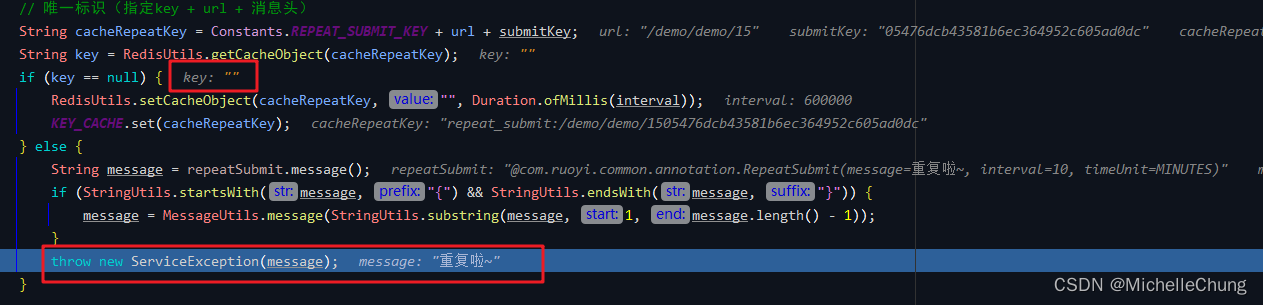 // 唯一标识（指定key + url + 消息头）
String cacheRepeatKey = Constants.REPEAT_SUBMIT_KEY + url + submitKey; url: "/demo/demo/15" submitKey: "05476dcb43581b6ec364952c605ad0dc" cacheRepeat
String key = RedisUtils.getCacheObject(cacheRepeatKey); key: ""
if (key == null) { key: ""
RedisUtils.setCacheObject(cacheRepeatKey, value: "", Duration.ofMillis(interval)); interval: 600000
KEY_CACHE.set(cacheRepeatKey); cacheRepeatKey: "repeat_submit:/demo/demo/1505476dcb43581b6ec364952c605ad0dc"
} else {
String message = repeatSubmit.message(); repeatSubmit: "@com.ruoyi.common.annotation.RepeatSubmit(message=重复啦~, interval=10, timeUnit=MINUTES)" m
if (StringUtils.startsWith( str: message, prefix: "{") && StringUtils.endsWith( str: message, suffix: "}")) {
message = MessageUtils.message(StringUtils.substring(message, start: 1, end: message.length() - 1));
}
throw new ServiceException(message); message: "重复啦~"
}
CSDN @MichelleChung